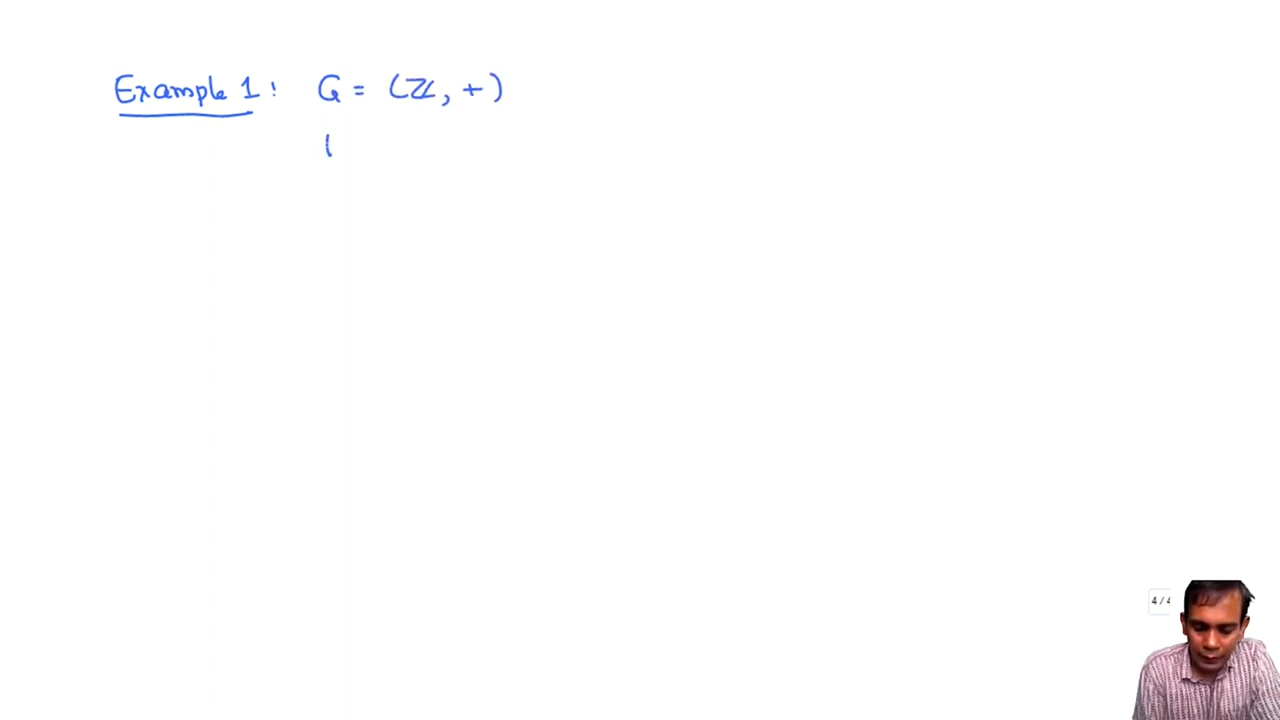 Example 1: G = (ℤ, +)
4 / 4